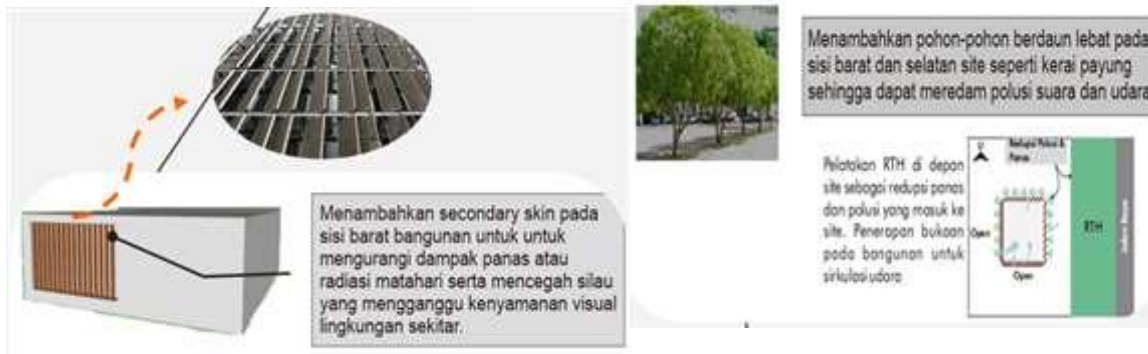 Menambahkan secondary skin pada
sisi barat bangunan untuk untuk
mengurangi dampak panas atau
radiasi matahari serta mencegah silau
yang mengganggu kenyamanan visual
lingkungan sekitar.
Menambahkan pohon-pohon berdaun lebat pada
sisi barat dan selatan site seperti kerai payung
sehingga dapat meredam polusi suara dan udara
Peletakan RTH di depan
site sebagai redupsi panas
dan polusi yang masuk ke
site. Penerapan bukaan
pada bangunan untuk
sirkulasi udara
U
Redupsi Polusi &
Panas
Open
RTH
Open